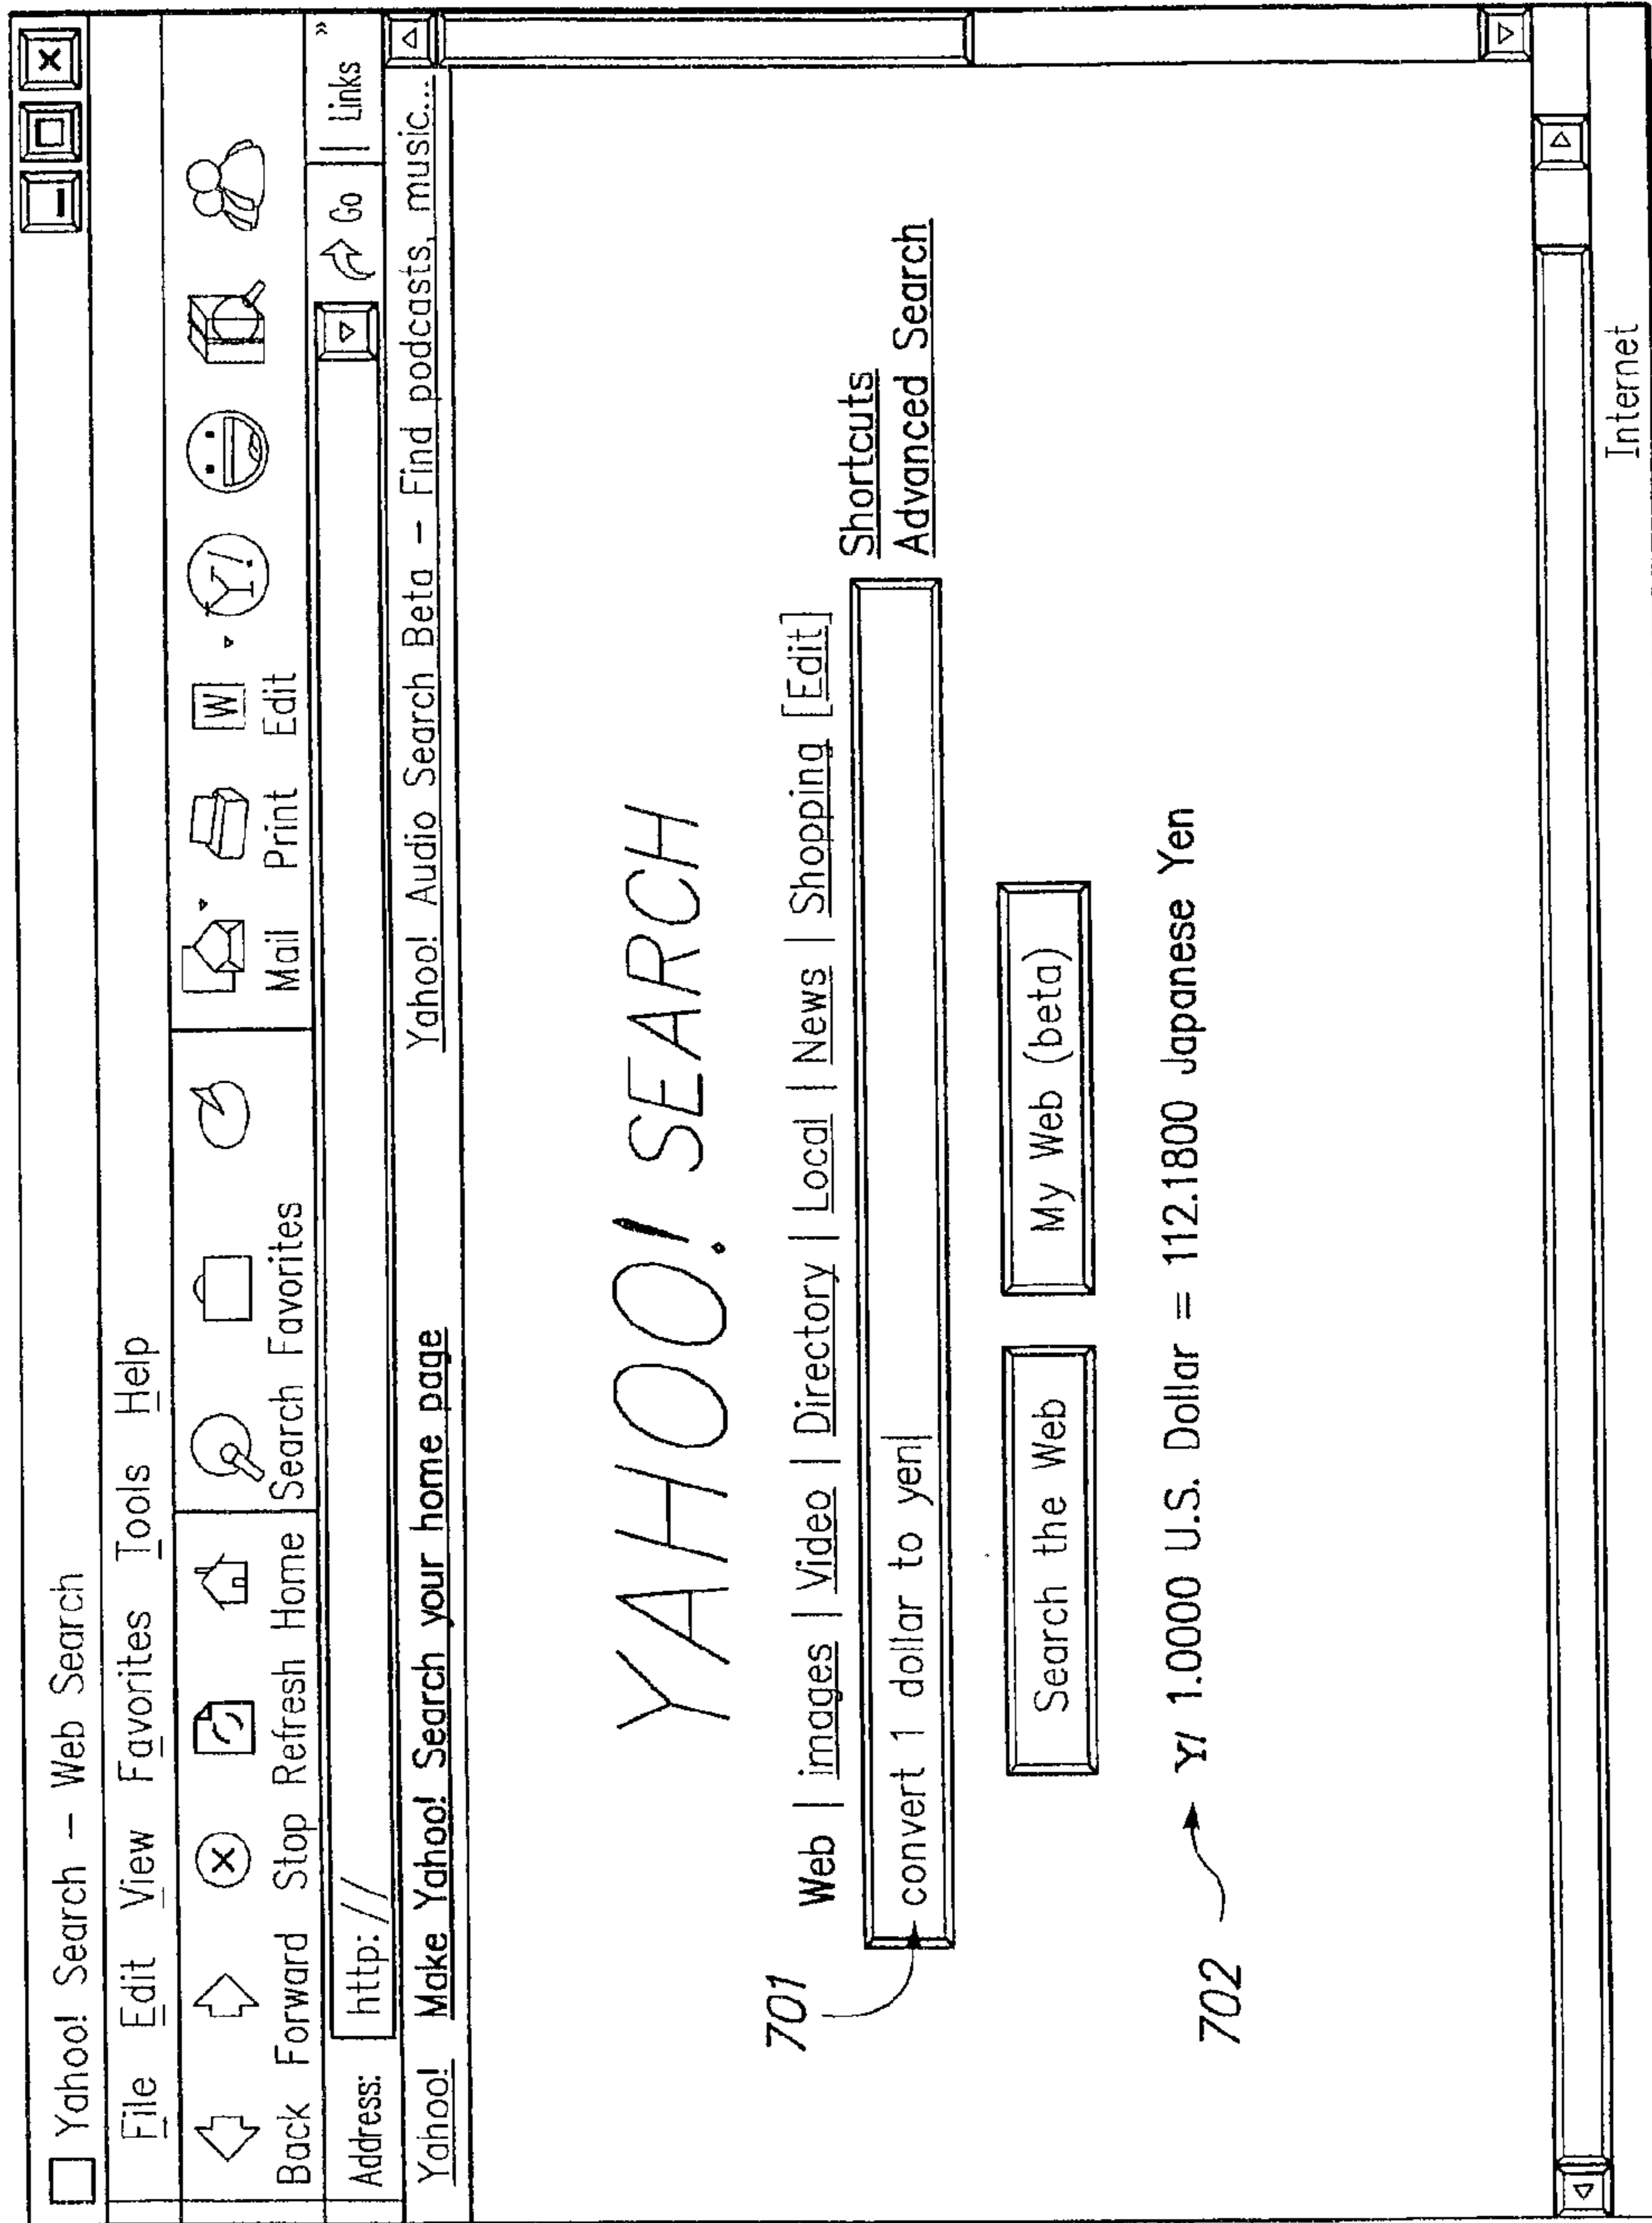 Yahoo! Search – Web Search
File Edit View Favorites Tools Help
W
Y!
Back Forward Stop Refresh Home Search Favorites Mail Print Edit
Address: http: // Go Links »
Yahoo! Make Yahoo! Search your home page Yahoo! Audio Search Beta – Find podcasts, music...
YAHOO! SEARCH
701
Web | images | Video | Directory | Local | News | Shopping [Edit]
Shortcuts
convert 1 dollar to yen
Advanced Search
Search the Web My Web (beta)
702
Y! 1.0000 U.S. Dollar = 112.1800 Japanese Yen
Internet